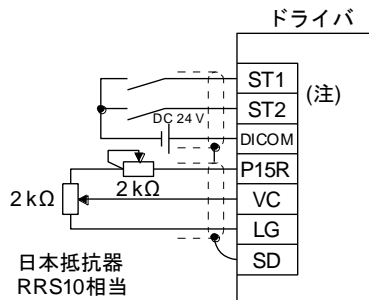 ドライバ
ST1
(注)
ST2
DC 24 V
DICOM
P15R
2 kΩ
2 kΩ
VC
LG
SD
日本抵抗器
RRS10相当